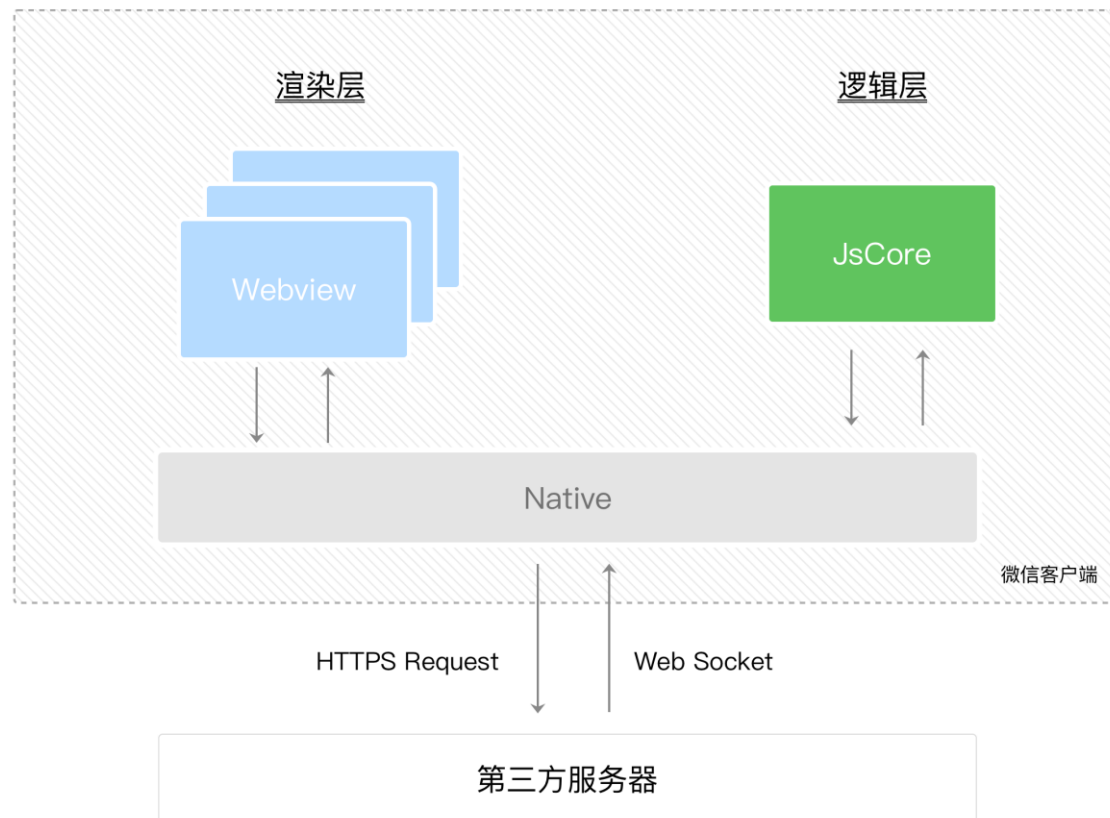 渲染层
逻辑层
Webview
JsCore
Native
微信客户端
HTTPS Request
Web Socket
第三方服务器